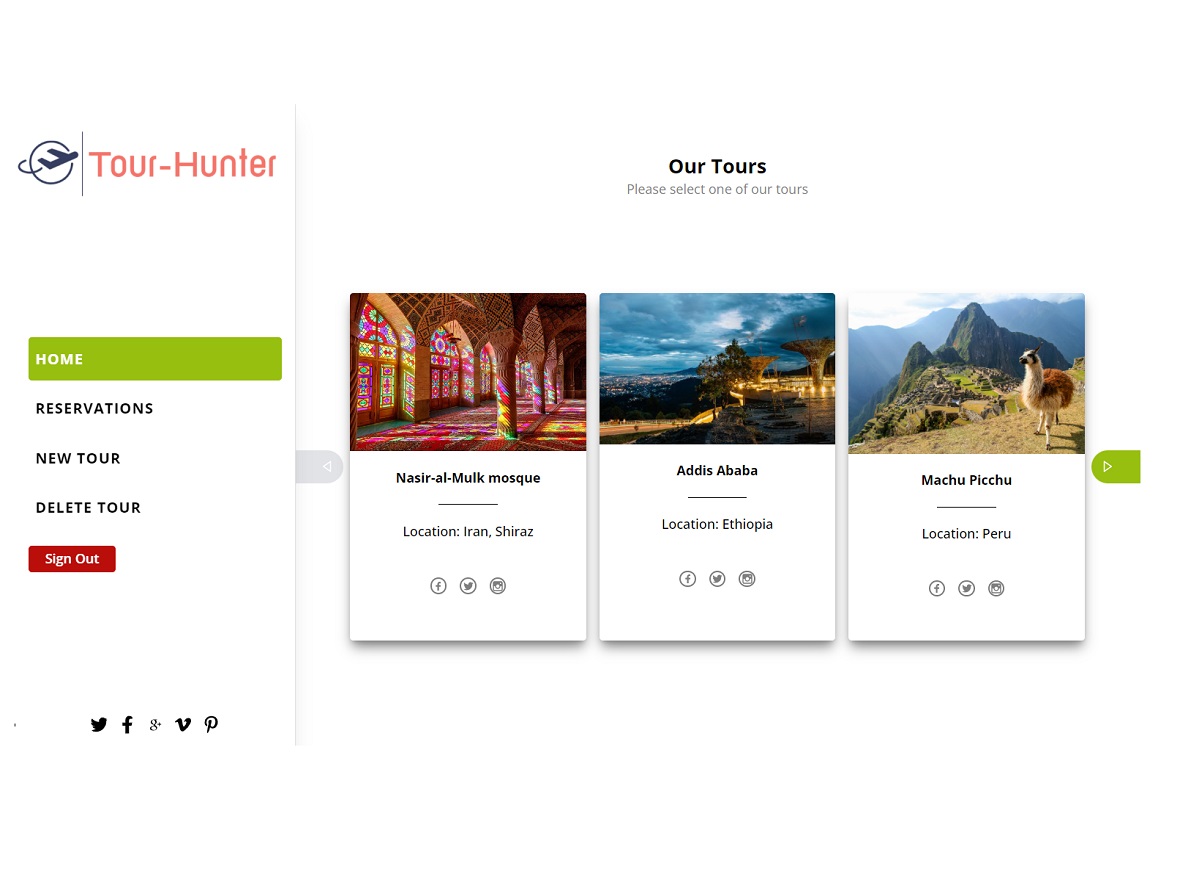 Tour-Hunter
HOME
RESERVATIONS
NEW TOUR
DELETE TOUR
Sign Out
Our Tours
Please select one of our tours
Nasir-al-Mulk mosque
Location: Iran, Shiraz
Addis Ababa
Location: Ethiopia
Machu Picchu
Location: Peru